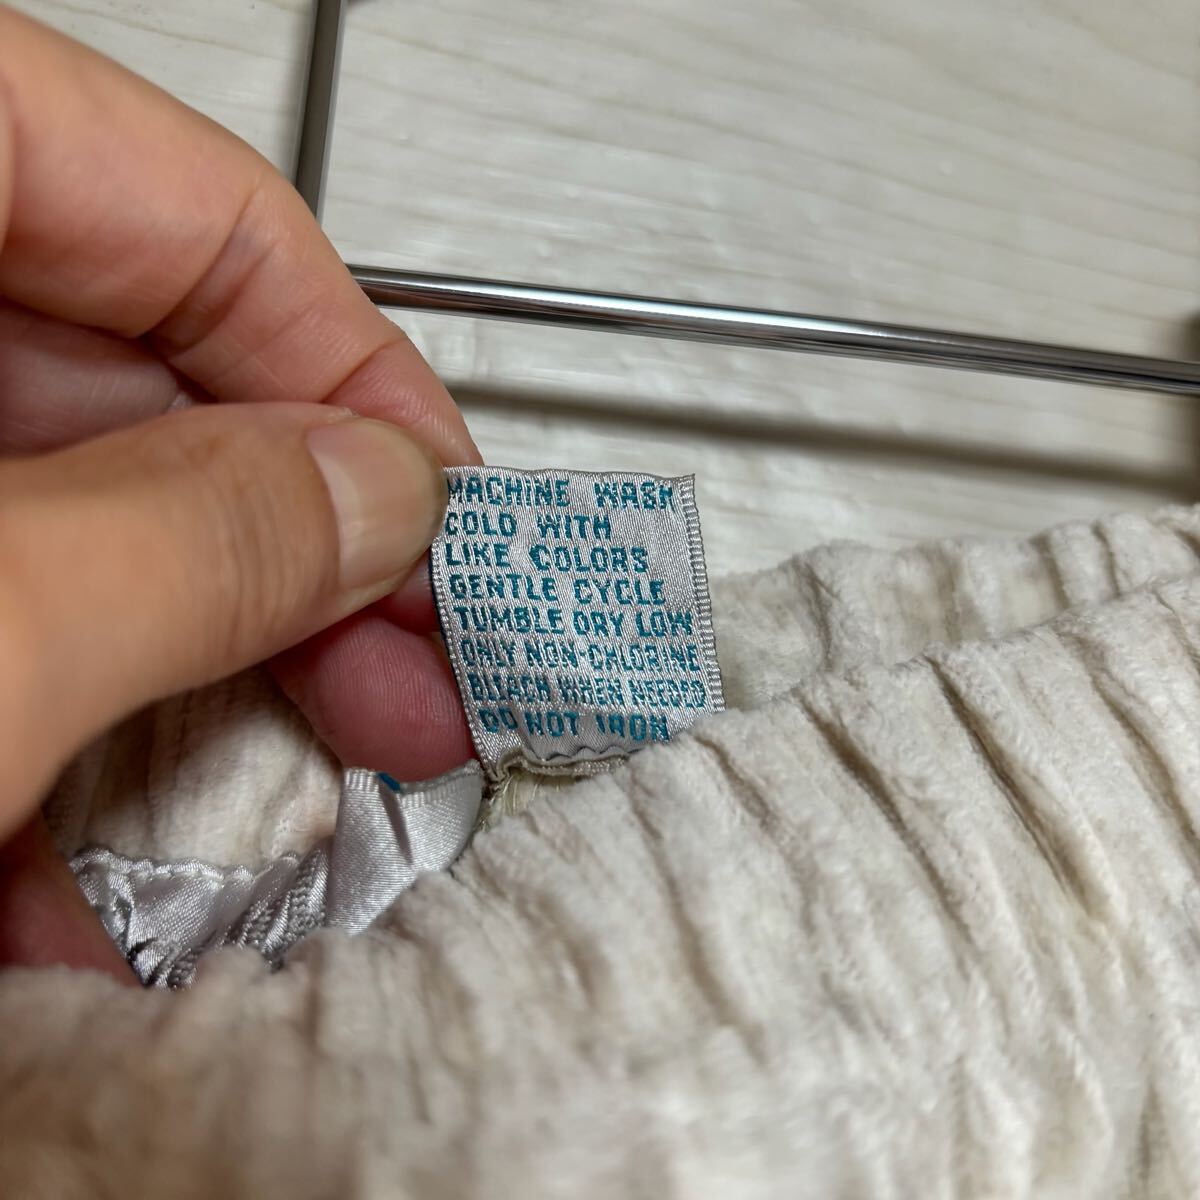 MACHINE WASH
COLD WITH
LIKE COLORS
GENTLE CYCLE
TUMBLE DRY LOW
ONLY NON-CHLORINE
BLEACH WHEN NEEDED
DO NOT IRON